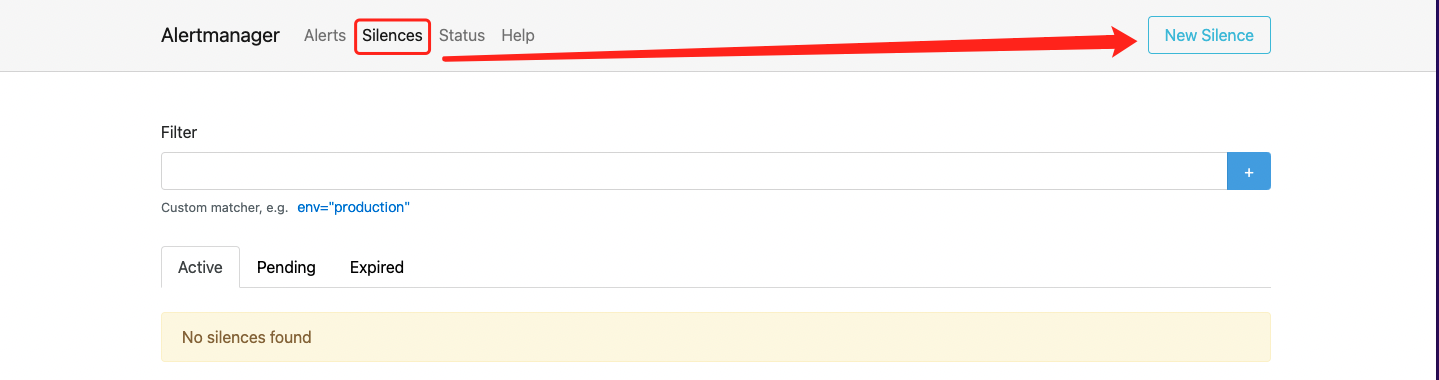 Alertmanager Alerts Silences Status Help New Silence
Filter
+
Custom matcher, e.g. env="production"
Active Pending Expired
No silences found